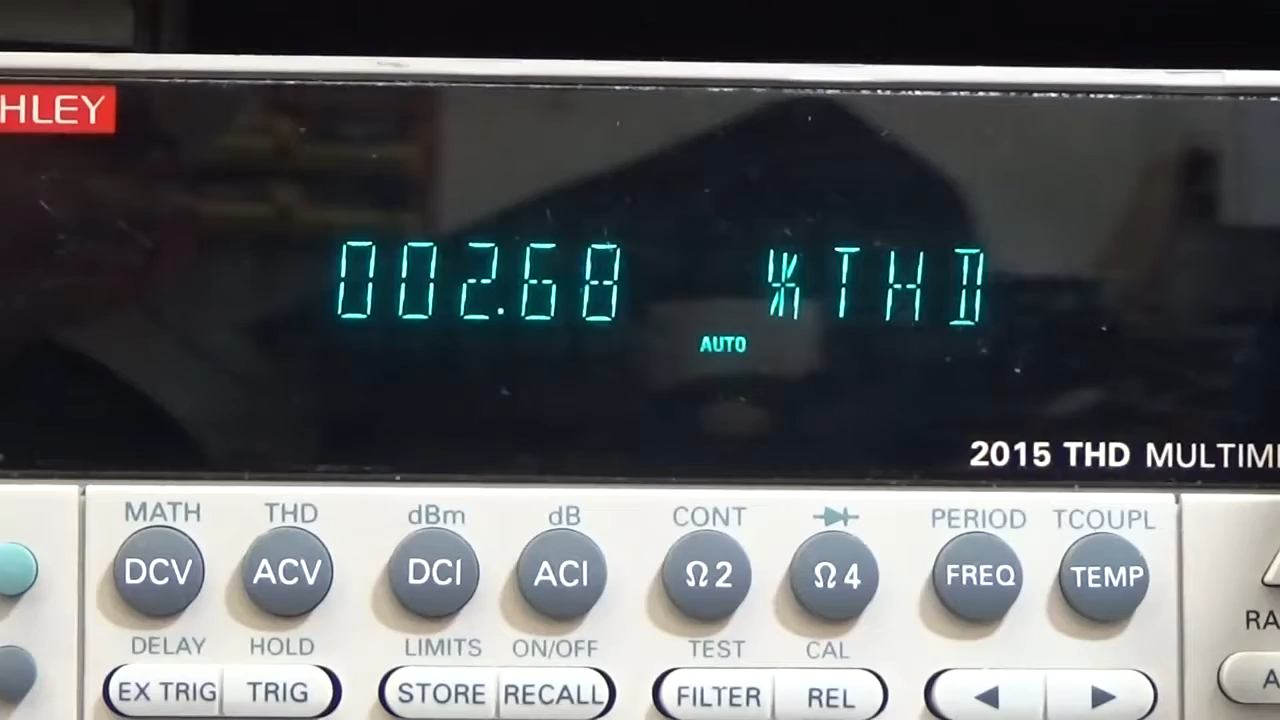 HLEY
002.68 %THD
AUTO
2015 THD MULTIM
MATH THD dBm dB CONT PERIOD TCOUPL
DCV ACV DCI ACI Ω2 Ω4 FREQ TEMP
DELAY HOLD LIMITS ON/OFF TEST CAL RA
EX TRIG TRIG STORE RECALL FILTER REL A